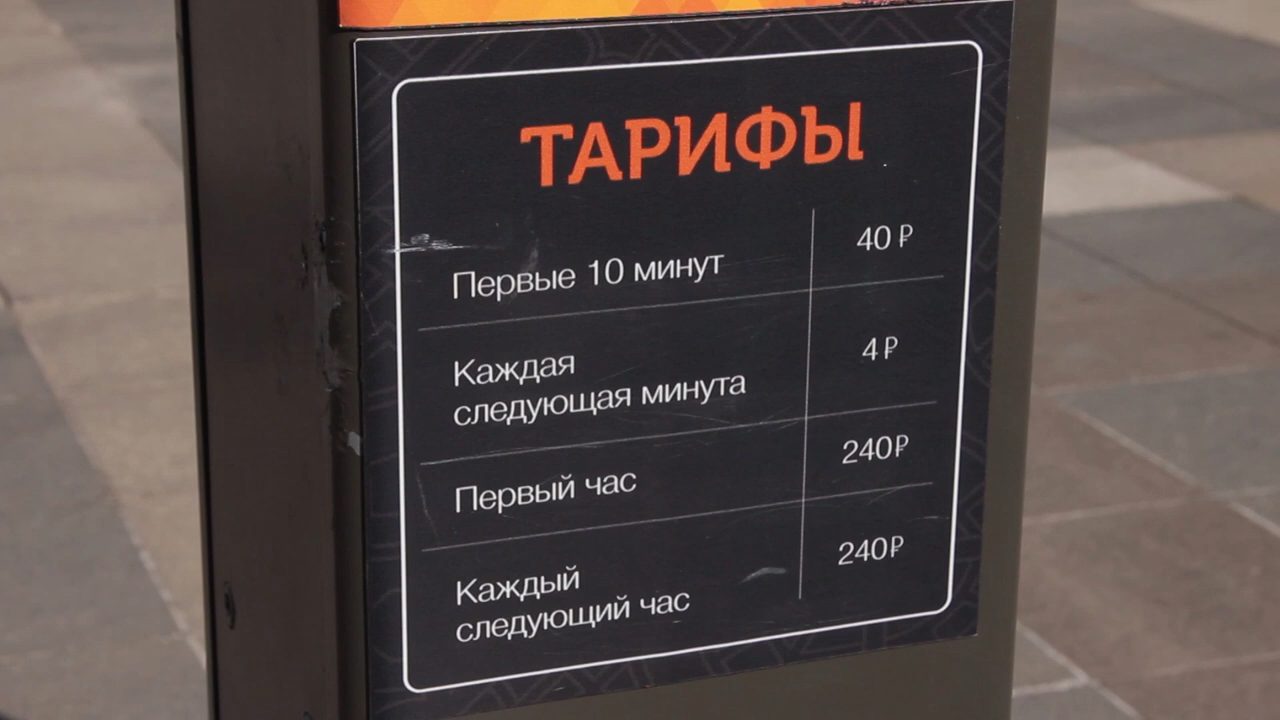 ТАРИФЫ
Первые 10 минут 40 ₽
Каждая
следующая минута 4 ₽
Первый час 240 ₽
Каждый
следующий час 240 ₽